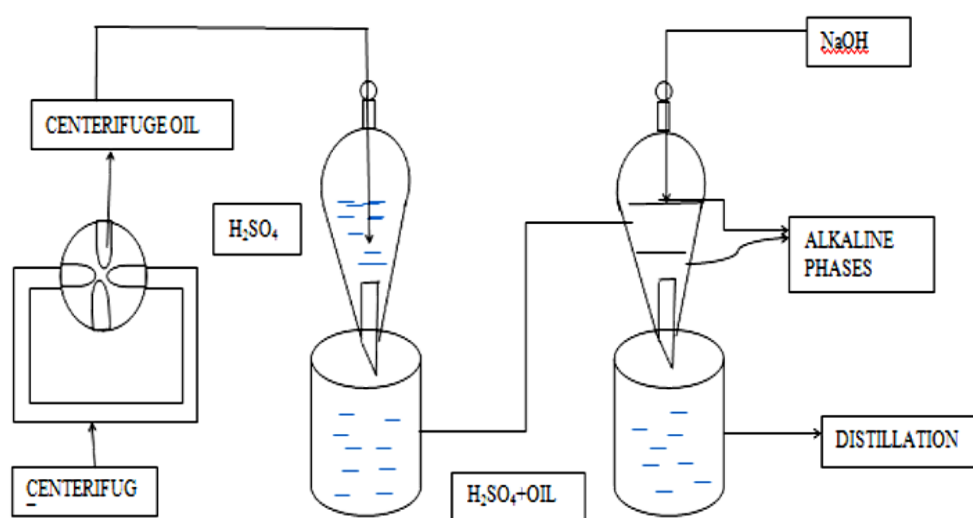 NaOH
CENTERIFUGE OIL
H₂SO₄
ALKALINE
PHASES
DISTILLATION
CENTERIFUG
H₂SO₄+OIL